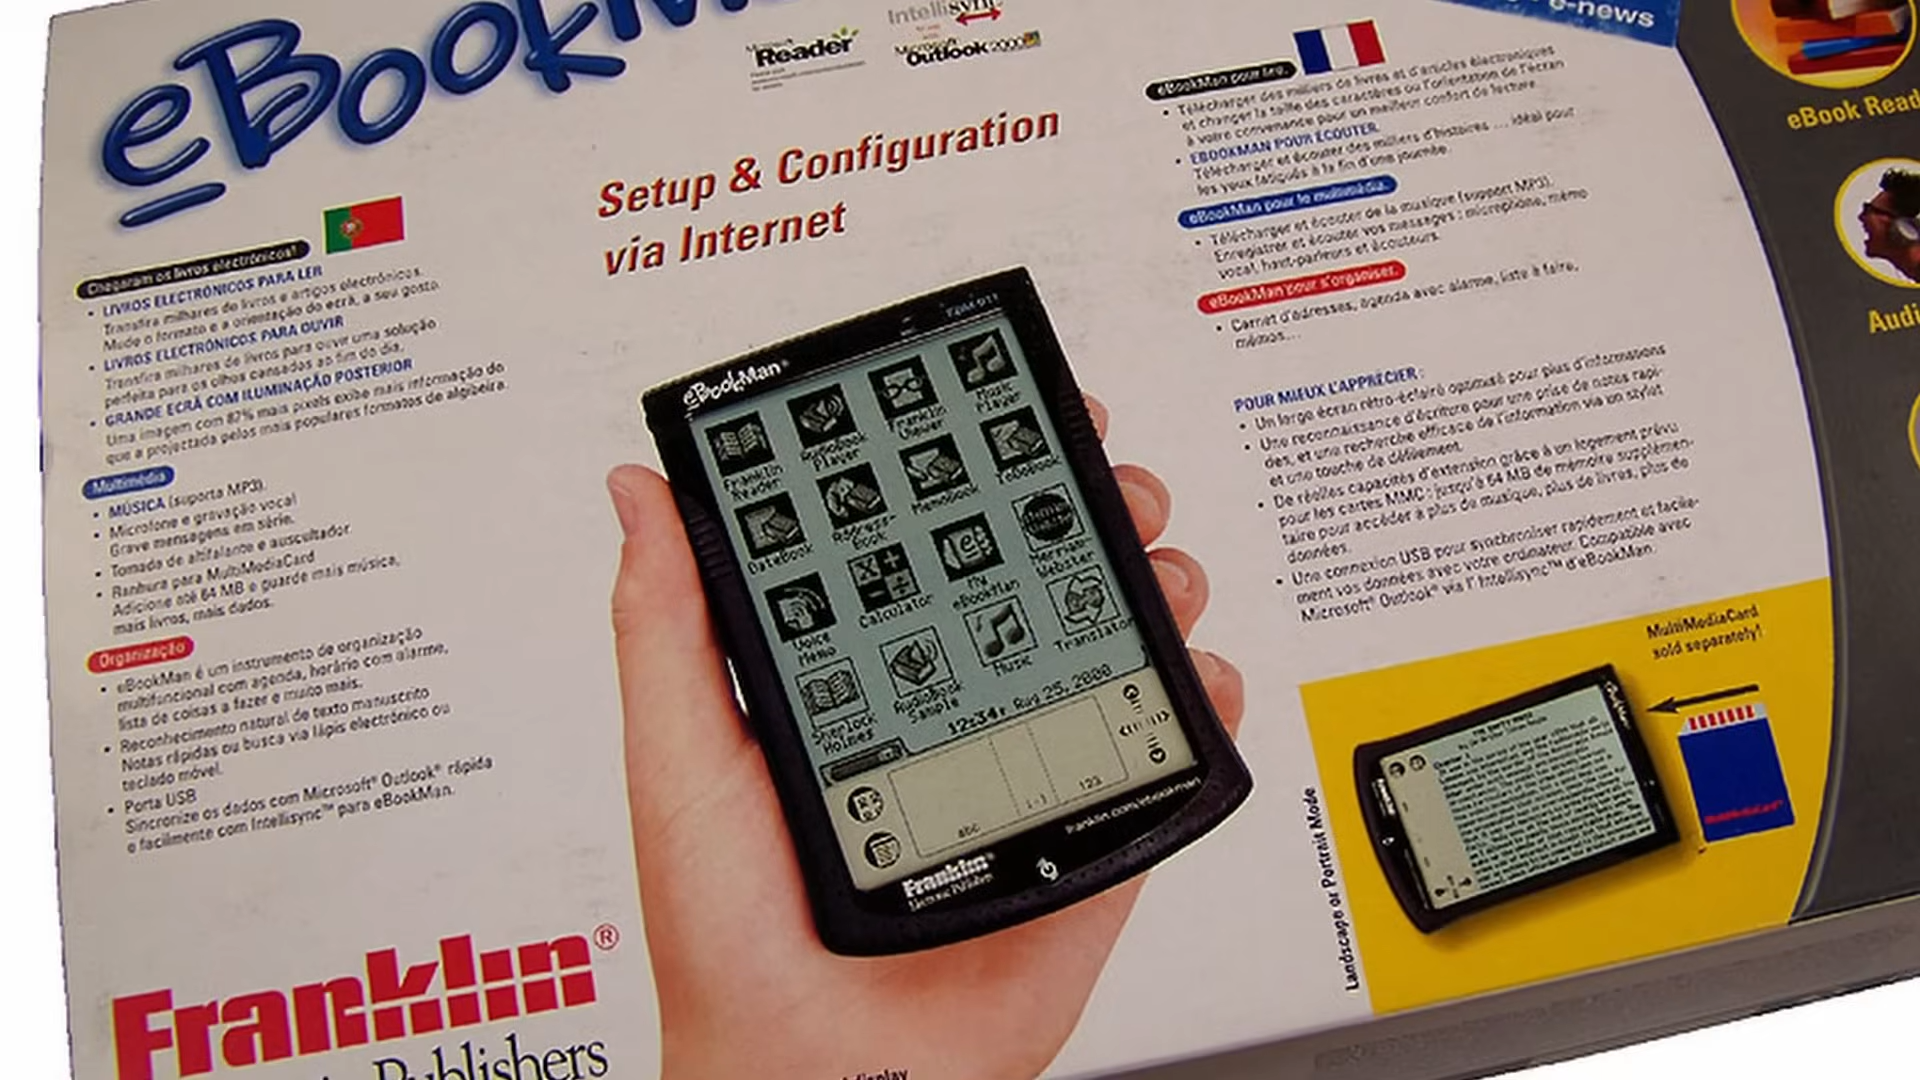 eBookM
Microsoft
Reader
Intellisync
Microsoft
Outlook 2000
e-news
Setup & Configuration
via Internet
Chegaram os livros electrónicos!
• LIVROS ELECTRÓNICOS PARA LER
Transfira milhares de livros e artigos electrónicos.
Mude o formato e a orientação do ecrã, a seu gosto.
• LIVROS ELECTRÓNICOS PARA OUVIR
Transfira milhares de livros para ouvir uma solução
perfeita para os olhos cansados ao fim do dia.
• GRANDE ECRÃ COM ILUMINAÇÃO POSTERIOR
Uma imagem com 87% mais pixels exibe mais informação do
que a projectada pelos mais populares formatos de algibeira.
Multimédia
• MÚSICA (suporta MP3).
• Microfone e gravação vocal
Grave mensagens em série.
• Tomada de altifalante e auscultador.
• Ranhura para MultiMediaCard
Adicione até 64 MB e guarde mais música,
mais livros, mais dados.
Organização
• eBookMan é um instrumento de organização
multifuncional com agenda, horário com alarme,
lista de coisas a fazer e muito mais.
• Reconhecimento natural de texto manuscrito
Notas rápidas ou busca via lápis electrónico ou
teclado móvel.
• Porta USB
Sincronize os dados com Microsoft® Outlook® rápida
e facilmente com Intellisync™ para eBookMan.
Franklin®
Publishers
eBookMan®
Franklin
Reader
AudioBook
Player
Franklin
Viewer
Music
Player
DateBook
Address
Book
MemoBook
ToDoBook
Voice
Memo
Calculator
My
eBookMan
Merriam-
Webster
Sherlock
Holmes
AudioBook
Sample
Music
Translator
12:34p Aug 25, 2000
abc
123
franklin.com/ebookman
Franklin®
Electronic Publishers
display
eBookMan pour lire.
• Télécharger des milliers de livres et d'articles électroniques
et changer la taille des caractères ou l'orientation de l'écran
à votre convenance pour un meilleur confort de lecture.
• EBOOKMAN POUR ÉCOUTER.
Télécharger et écouter des milliers d'histoires ... idéal pour
les yeux fatigués à la fin d'une journée.
eBookMan pour le multimédia.
• Télécharger et écouter de la musique (support MP3).
Enregistrer et écouter vos messages : microphone, mémo
vocal, haut-parleurs et écouteurs.
eBookMan pour s'organiser.
• Carnet d'adresses, agenda avec alarme, liste à faire,
mémos...
POUR MIEUX L'APPRÉCIER :
• Un large écran rétro-éclairé optimisé pour plus d'informations
• Une reconnaissance d'écriture pour une prise de notes rapi-
des, et une recherche efficace de l'information via un stylet
et une touche de défilement.
• De réelles capacités d'extension grâce à un logement prévu
pour les cartes MMC : jusqu'à 64 MB de mémoire supplémen-
taire pour accéder à plus de musique, plus de livres, plus de
données.
• Une connexion USB pour synchroniser rapidement et facile-
ment vos données avec votre ordinateur. Compatible avec
Microsoft® Outlook® via l' Intellisync™ d'eBookMan.
MultiMediaCard
sold separately!
MultiMediaCard
Landscape or Portrait Mode
eBook Read
Audi